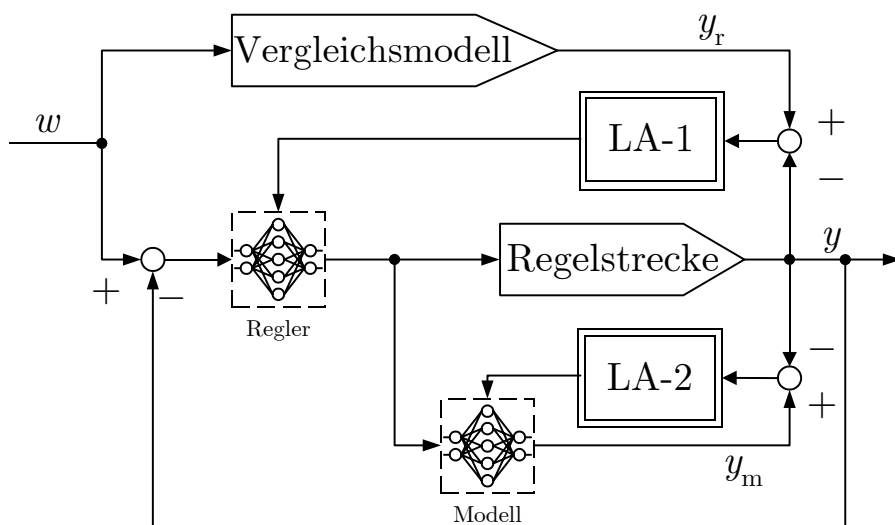 Vergleichsmodell
y_r
w
LA-1
+
−
Regelstrecke
y
+
−
Regler
LA-2
−
+
y_m
Modell